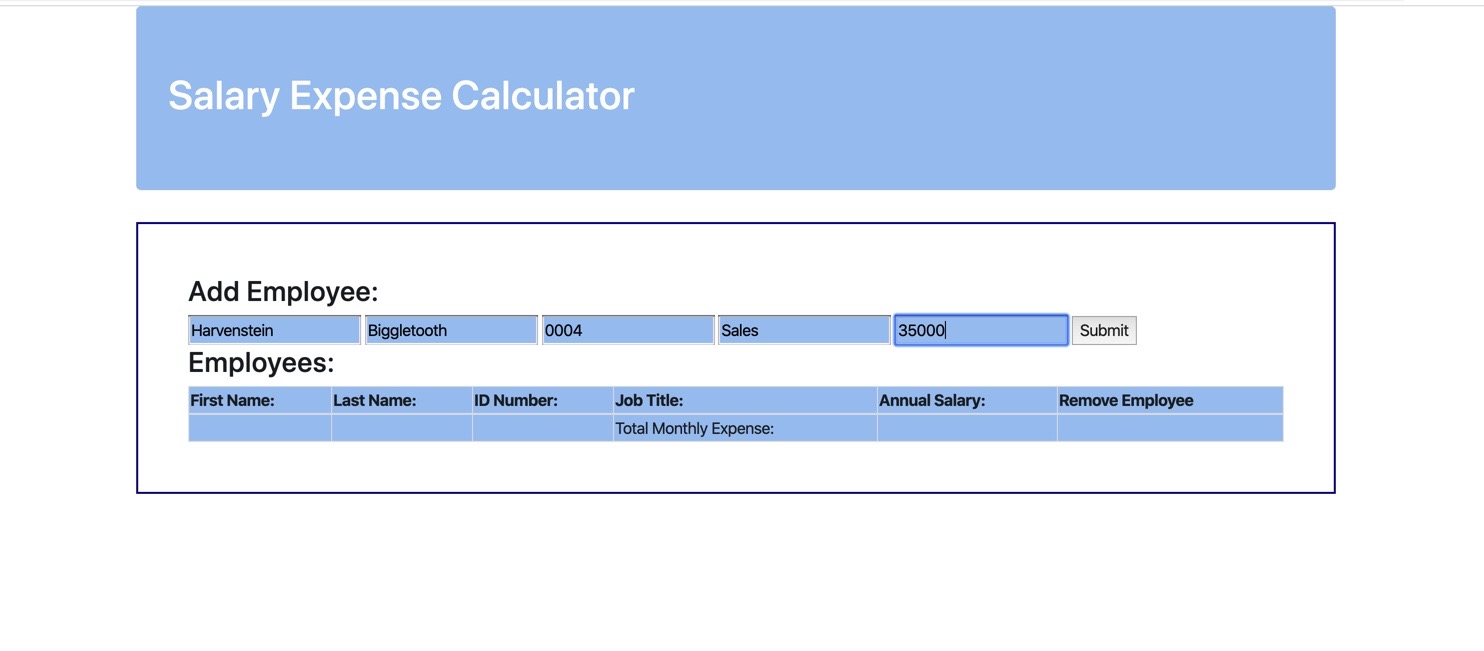 Salary Expense Calculator
Add Employee:
Harvenstein Biggletooth 0004 Sales 35000 Submit
Employees:
First Name: Last Name: ID Number: Job Title: Annual Salary: Remove Employee
Total Monthly Expense: